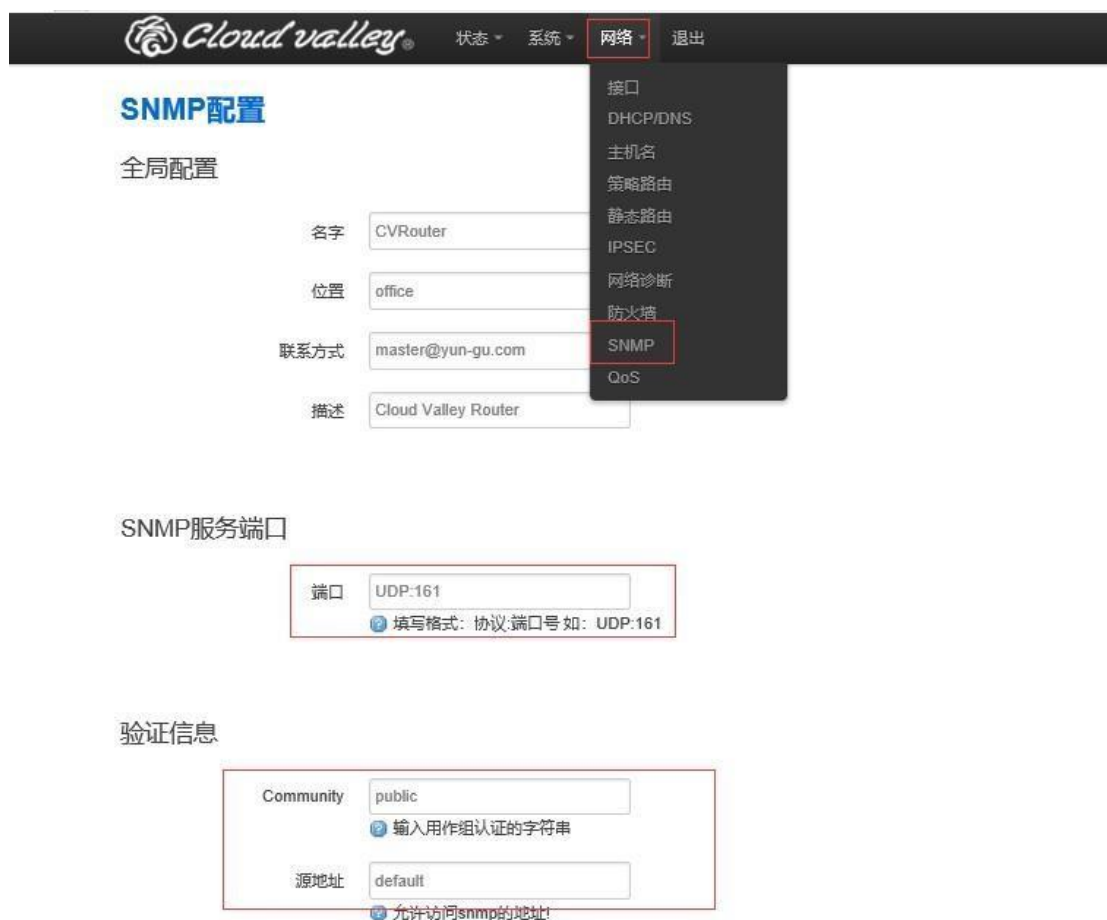 Cloud valley® 状态 系统 网络 退出
接口
DHCP/DNS
主机名
策略路由
静态路由
IPSEC
网络诊断
防火墙
SNMP
QoS
SNMP配置
全局配置
名字 CVRouter
位置 office
联系方式 master@yun-gu.com
描述 Cloud Valley Router
SNMP服务端口
端口 UDP:161
填写格式：协议:端口号 如：UDP:161
验证信息
Community public
输入用作组认证的字符串
源地址 default
允许访问snmp的地址!